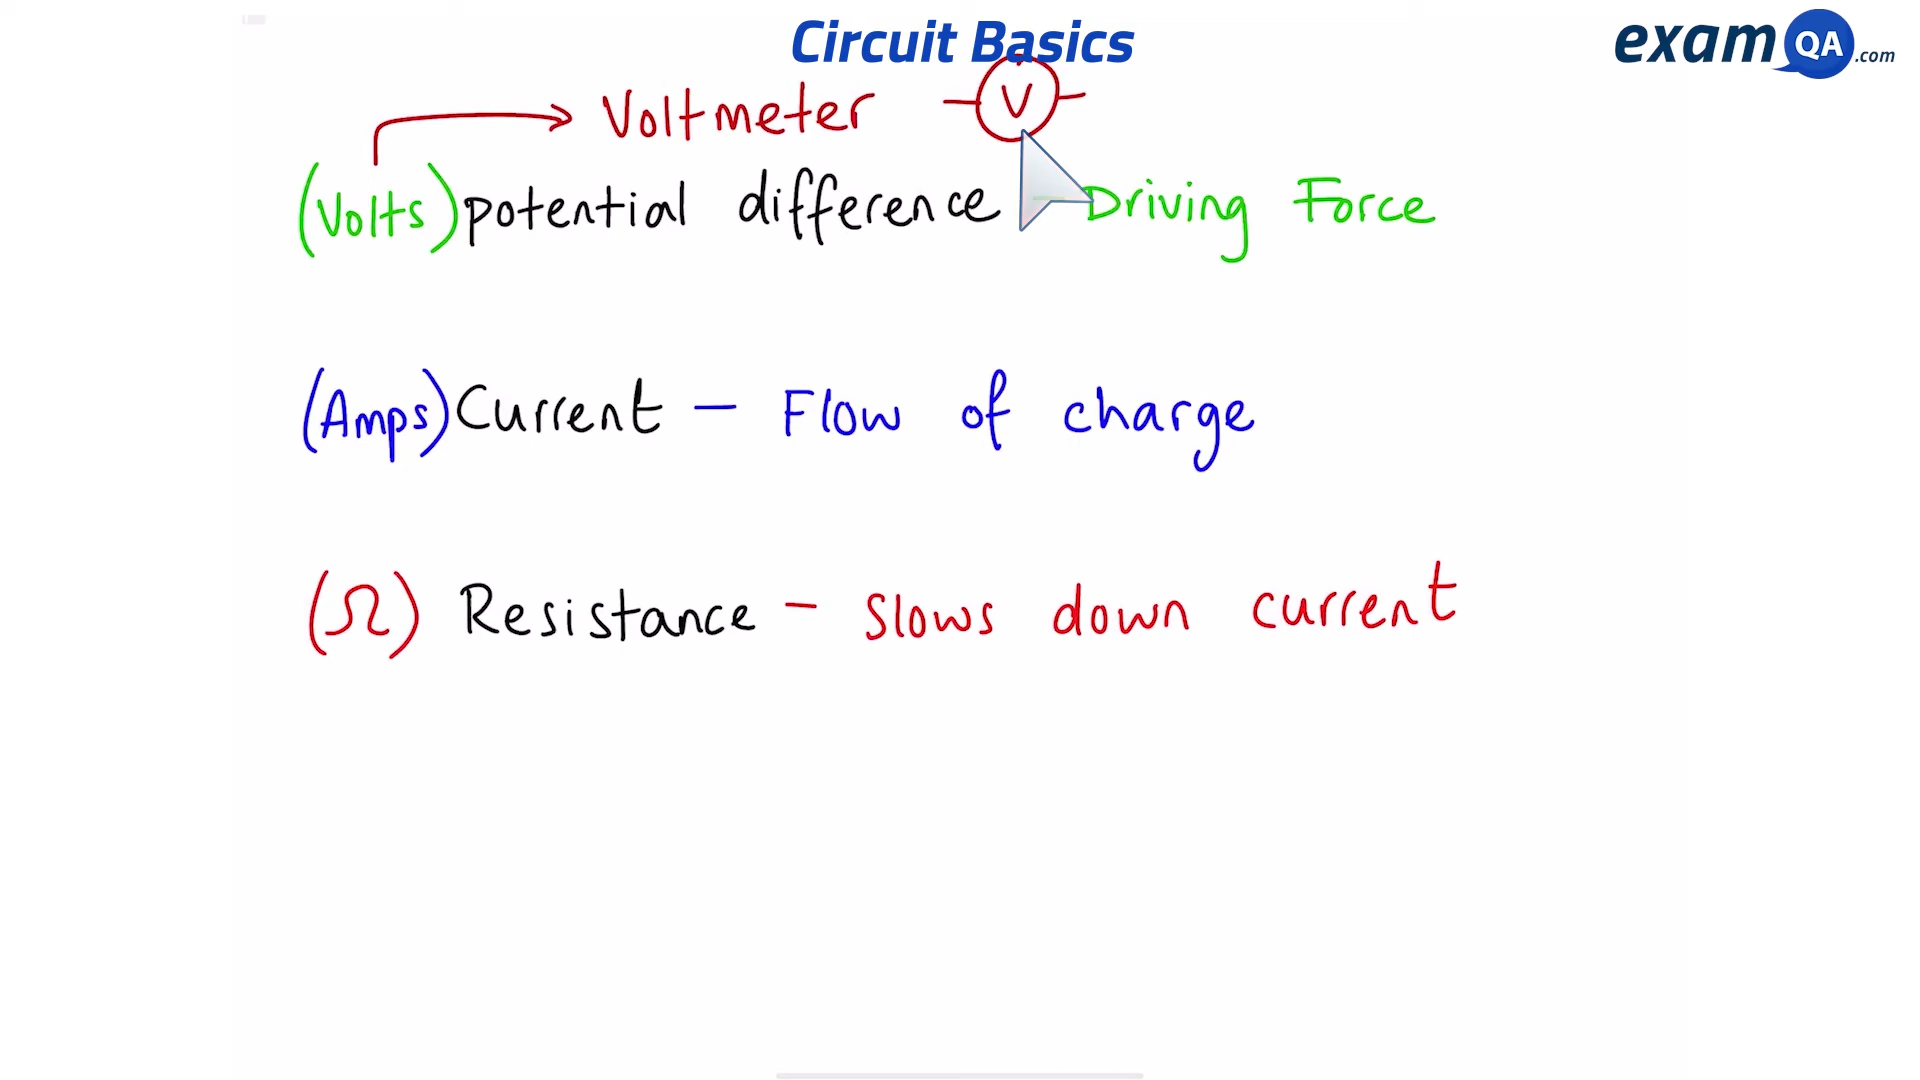 Circuit Basics
examQA.com
Voltmeter V
(Volts) potential difference Driving Force
(Amps) Current - Flow of charge
(Ω) Resistance - slows down current